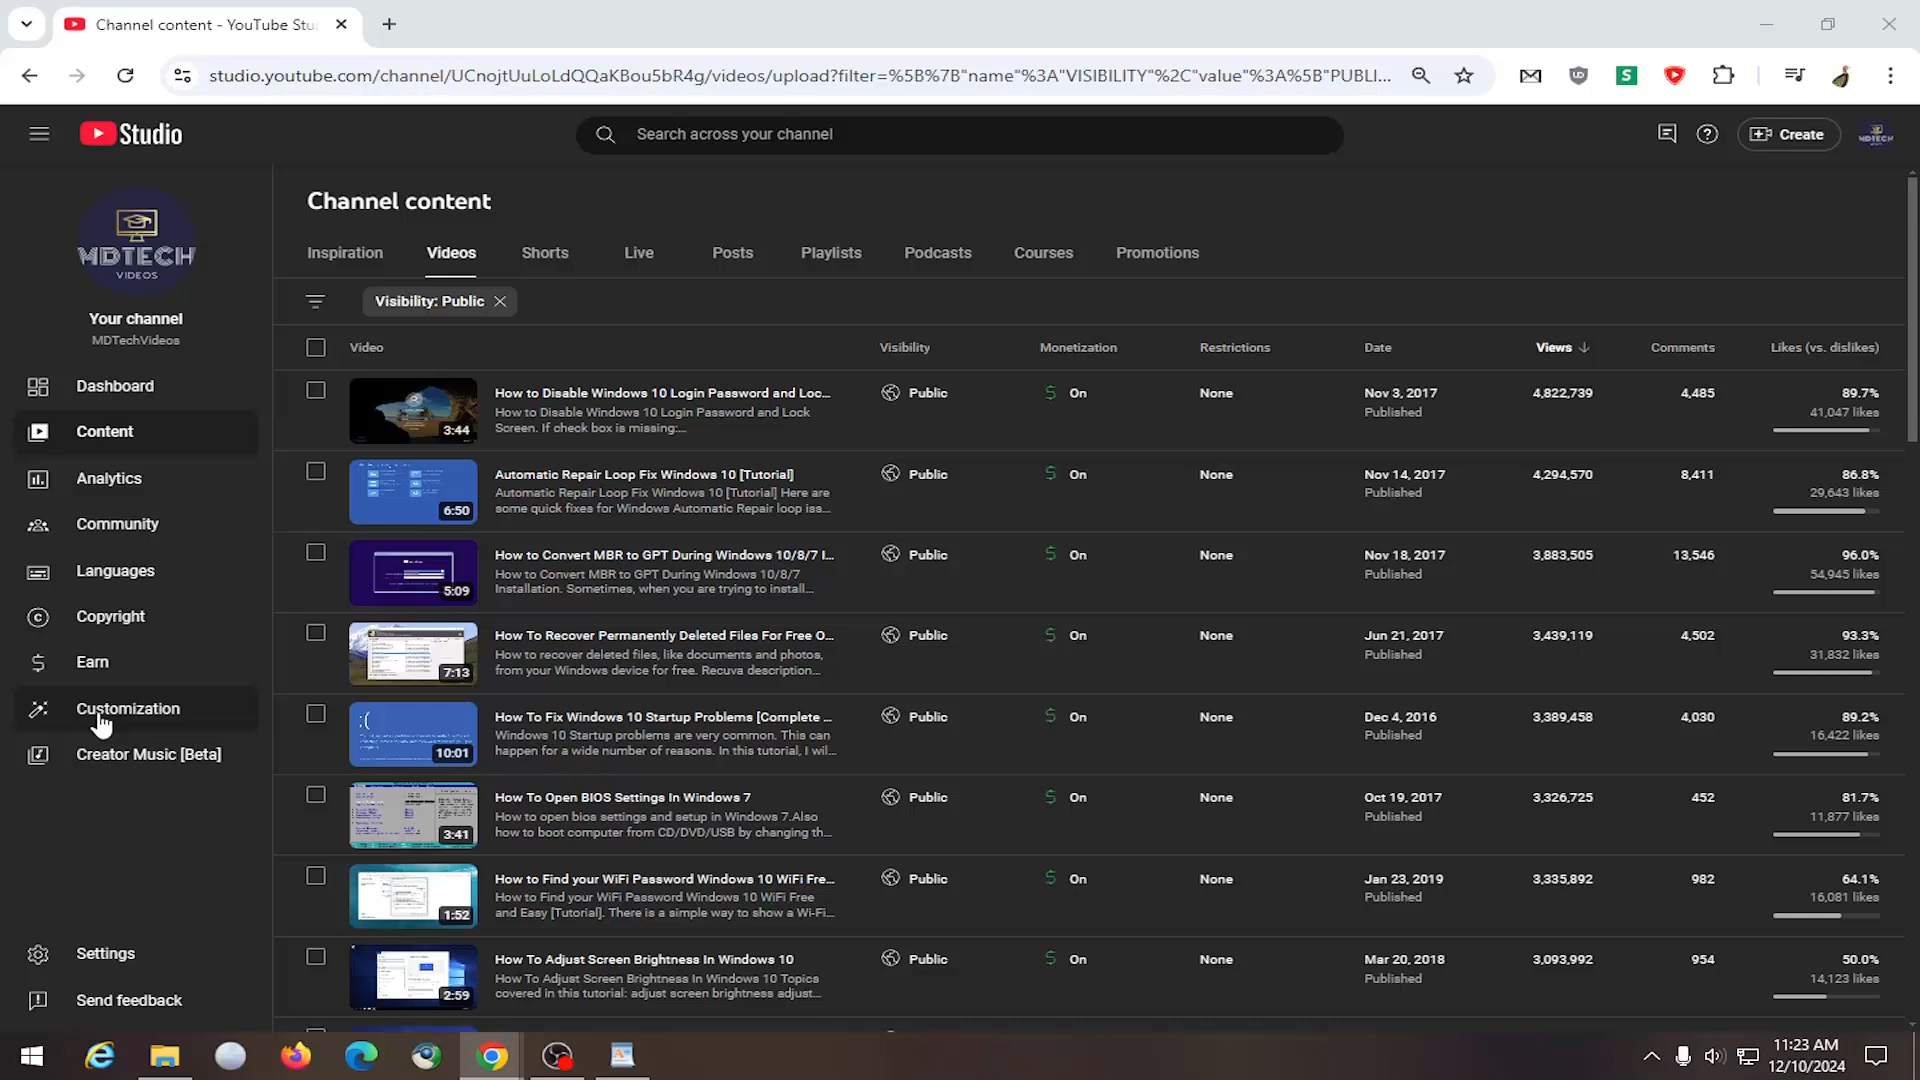 Channel content - YouTube Stu
studio.youtube.com/channel/UCnojtUuLoLdQQaKBou5bR4g/videos/upload?filter=%5B%7B"name"%3A"VISIBILITY"%2C"value"%3A%5B"PUBLI...
Studio
Search across your channel
Create
MDTECH
VIDEOS
Your channel
MDTechVideos
Dashboard
Content
Analytics
Community
Languages
Copyright
Earn
Customization
Creator Music [Beta]
Settings
Send feedback
Channel content
Inspiration Videos Shorts Live Posts Playlists Podcasts Courses Promotions
Visibility: Public
Video Visibility Monetization Restrictions Date Views Comments Likes (vs. dislikes)
How to Disable Windows 10 Login Password and Loc... Public On None Nov 3, 2017 4,822,739 4,485 89.7%
How to Disable Windows 10 Login Password and Lock Published 41,047 likes
Screen. If check box is missing:...
3:44
Automatic Repair Loop Fix Windows 10 [Tutorial] Public On None Nov 14, 2017 4,294,570 8,411 86.8%
Automatic Repair Loop Fix Windows 10 [Tutorial] Here are Published 29,643 likes
some quick fixes for Windows Automatic Repair loop iss...
6:50
How to Convert MBR to GPT During Windows 10/8/7 I... Public On None Nov 18, 2017 3,883,505 13,546 96.0%
How to Convert MBR to GPT During Windows 10/8/7 Published 54,945 likes
Installation. Sometimes, when you are trying to install...
5:09
How To Recover Permanently Deleted Files For Free O... Public On None Jun 21, 2017 3,439,119 4,502 93.3%
How to recover deleted files, like documents and photos, Published 31,832 likes
from your Windows device for free. Recuva description...
7:13
How To Fix Windows 10 Startup Problems [Complete ... Public On None Dec 4, 2016 3,389,458 4,030 89.2%
Windows 10 Startup problems are very common. This can Published 16,422 likes
happen for a wide number of reasons. In this tutorial, I wil...
:(
10:01
How To Open BIOS Settings In Windows 7 Public On None Oct 19, 2017 3,326,725 452 81.7%
How to open bios settings and setup in Windows 7.Also Published 11,877 likes
how to boot computer from CD/DVD/USB by changing th...
3:41
How to Find your WiFi Password Windows 10 WiFi Fre... Public On None Jan 23, 2019 3,335,892 982 64.1%
How to Find your WiFi Password Windows 10 WiFi Free Published 16,081 likes
and Easy [Tutorial]. There is a simple way to show a Wi-Fi...
1:52
How To Adjust Screen Brightness In Windows 10 Public On None Mar 20, 2018 3,093,992 954 50.0%
How To Adjust Screen Brightness In Windows 10 Topics Published 14,123 likes
covered in this tutorial: adjust screen brightness adjust...
2:59
11:23 AM
12/10/2024